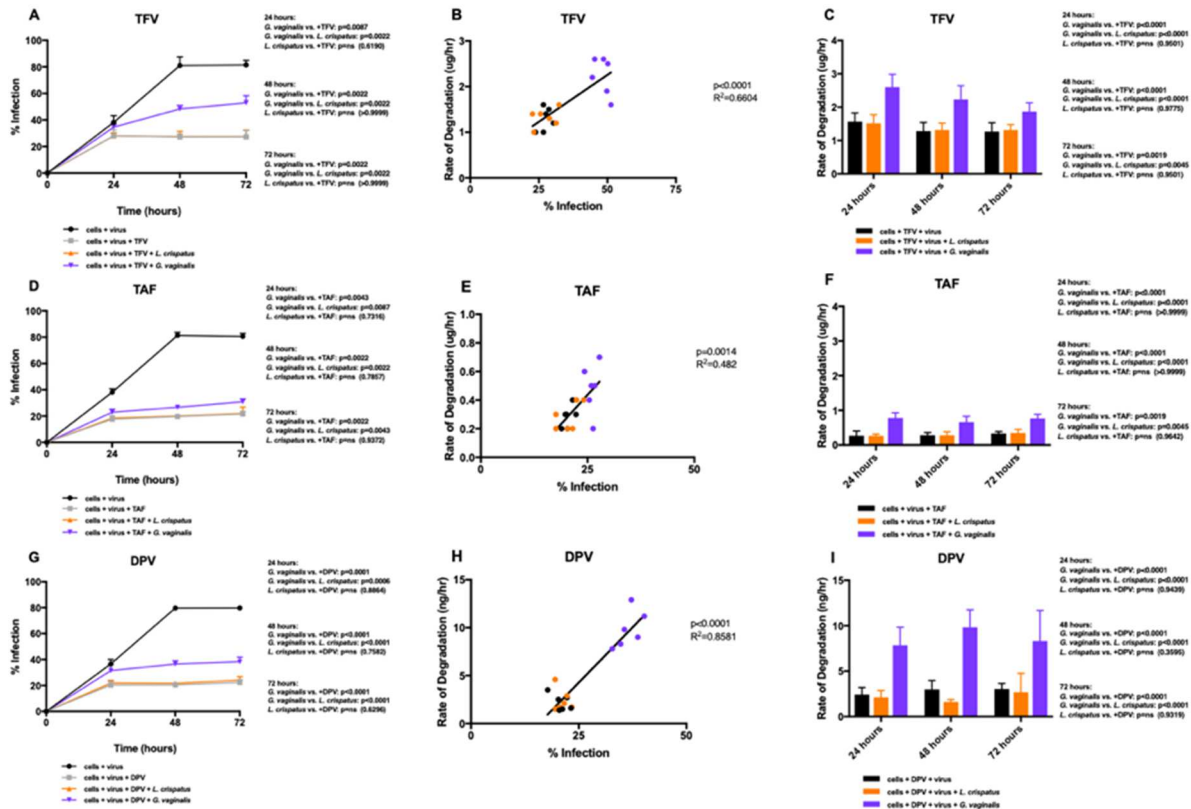 A
TFV
% Infection
100
80
60
40
20
0
0
24
48
72
Time (hours)
cells + virus
cells + virus + TFV
cells + virus + TFV + L. crispatus
cells + virus + TFV + G. vaginalis
24 hours:
G. vaginalis vs. +TFV: p=0.0087
G. vaginalis vs. L. crispatus: p=0.0022
L. crispatus vs. +TFV: p=ns (0.6190)
48 hours:
G. vaginalis vs. +TFV: p=0.0022
G. vaginalis vs. L. crispatus: p=0.0022
L. crispatus vs. +TFV: p=ns (>0.9999)
72 hours:
G. vaginalis vs. +TFV: p=0.0022
G. vaginalis vs. L. crispatus: p=0.0022
L. crispatus vs. +TFV: p=ns (>0.9999)
B
TFV
Rate of Degradation (ug/hr)
3
2
1
0
0
25
50
75
% Infection
p<0.0001
R²=0.6604
C
TFV
Rate of Degradation (ug/hr)
4
3
2
1
0
24 hours
48 hours
72 hours
cells + TFV + virus
cells + TFV + virus + L. crispatus
cells + TFV + virus + G. vaginalis
24 hours:
G. vaginalis vs. +TFV: p<0.0001
G. vaginalis vs. L. crispatus: p<0.0001
L. crispatus vs. +TFV: p=ns (0.9501)
48 hours:
G. vaginalis vs. +TFV: p<0.0001
G. vaginalis vs. L. crispatus: p<0.0001
L. crispatus vs. +TFV: p=ns (0.9775)
72 hours:
G. vaginalis vs. +TFV: p=0.0019
G. vaginalis vs. L. crispatus: p=0.0045
L. crispatus vs. +TFV: p=ns (0.9501)
D
TAF
% Infection
100
80
60
40
20
0
0
24
48
72
Time (hours)
cells + virus
cells + virus + TAF
cells + virus + TAF + L. crispatus
cells + virus + TAF + G. vaginalis
24 hours:
G. vaginalis vs. +TAF: p=0.0043
G. vaginalis vs. L. crispatus: p=0.0087
L. crispatus vs. +TAF: p=ns (0.7316)
48 hours:
G. vaginalis vs. +TAF: p=0.0022
G. vaginalis vs. L. crispatus: p=0.0022
L. crispatus vs. +TAF: p=ns (0.7857)
72 hours:
G. vaginalis vs. +TAF: p=0.0022
G. vaginalis vs. L. crispatus: p=0.0043
L. crispatus vs. +TAF: p=ns (0.9372)
E
TAF
Rate of Degradation (ug/hr)
0.8
0.6
0.4
0.2
0.0
0
25
50
% Infection
p=0.0014
R²=0.482
F
TAF
Rate of Degradation (ug/hr)
4
3
2
1
0
24 hours
48 hours
72 hours
cells + virus + TAF
cells + virus + TAF + L. crispatus
cells + virus + TAF + G. vaginalis
24 hours:
G. vaginalis vs. +TAF: p<0.0001
G. vaginalis vs. L. crispatus: p<0.0001
L. crispatus vs. +TAF: p=ns (>0.9999)
48 hours:
G. vaginalis vs. +TAF: p<0.0001
G. vaginalis vs. L. crispatus: p<0.0001
L. crispatus vs. +TAf: p=ns (>0.9999)
72 hours:
G. vaginalis vs. +TAF: p=0.0019
G. vaginalis vs. L. crispatus: p=0.0045
L. crispatus vs. +TAF: p=ns (0.9642)
G
DPV
% Infection
100
80
60
40
20
0
0
24
48
72
Time (hours)
cells + virus
cells + virus + DPV
cells + virus + DPV + L. crispatus
cells + virus + DPV + G. vaginalis
24 hours:
G. vaginalis vs. +DPV: p=0.0001
G. vaginalis vs. L. crispatus: p=0.0006
L. crispatus vs. +DPV: p=ns (0.8864)
48 hours:
G. vaginalis vs. +DPV: p<0.0001
G. vaginalis vs. L. crispatus: p<0.0001
L. crispatus vs. +DPV: p=ns (0.7582)
72 hours:
G. vaginalis vs. +DPV: p<0.0001
G. vaginalis vs. L. crispatus: p<0.0001
L. crispatus vs. +DPV: p=ns (0.6296)
H
DPV
Rate of Degradation (ng/hr)
15
10
5
0
0
25
50
% Infection
p<0.0001
R²=0.8581
I
DPV
Rate of Degradation (ng/hr)
15
10
5
0
24 hours
48 hours
72 hours
cells + DPV + virus
cells + virus + DPV + L. crispatus
cells + virus + DPV + G. vaginalis
24 hours:
G. vaginalis vs. +DPV: p<0.0001
G. vaginalis vs. L. crispatus: p<0.0001
L. crispatus vs. +DPV: p=ns (0.9439)
48 hours:
G. vaginalis vs. +DPV: p<0.0001
G. vaginalis vs. L. crispatus: p<0.0001
L. crispatus vs. +DPV: p=ns (0.3595)
72 hours:
G. vaginalis vs. +DPV: p<0.0001
G. vaginalis vs. L. crispatus: p<0.0001
L. crispatus vs. +DPV: p=ns (0.9319)